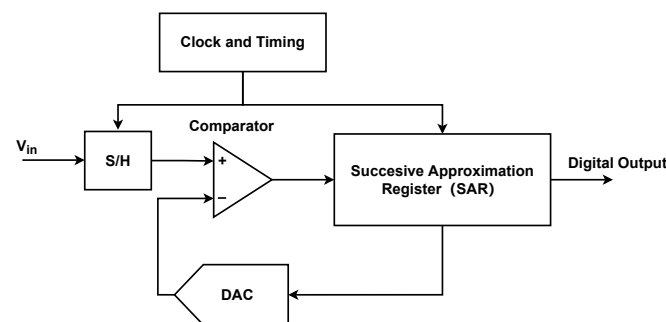 Clock and Timing
Comparator
Vin
S/H
+
−
Succesive Approximation
Register (SAR)
Digital Output
DAC